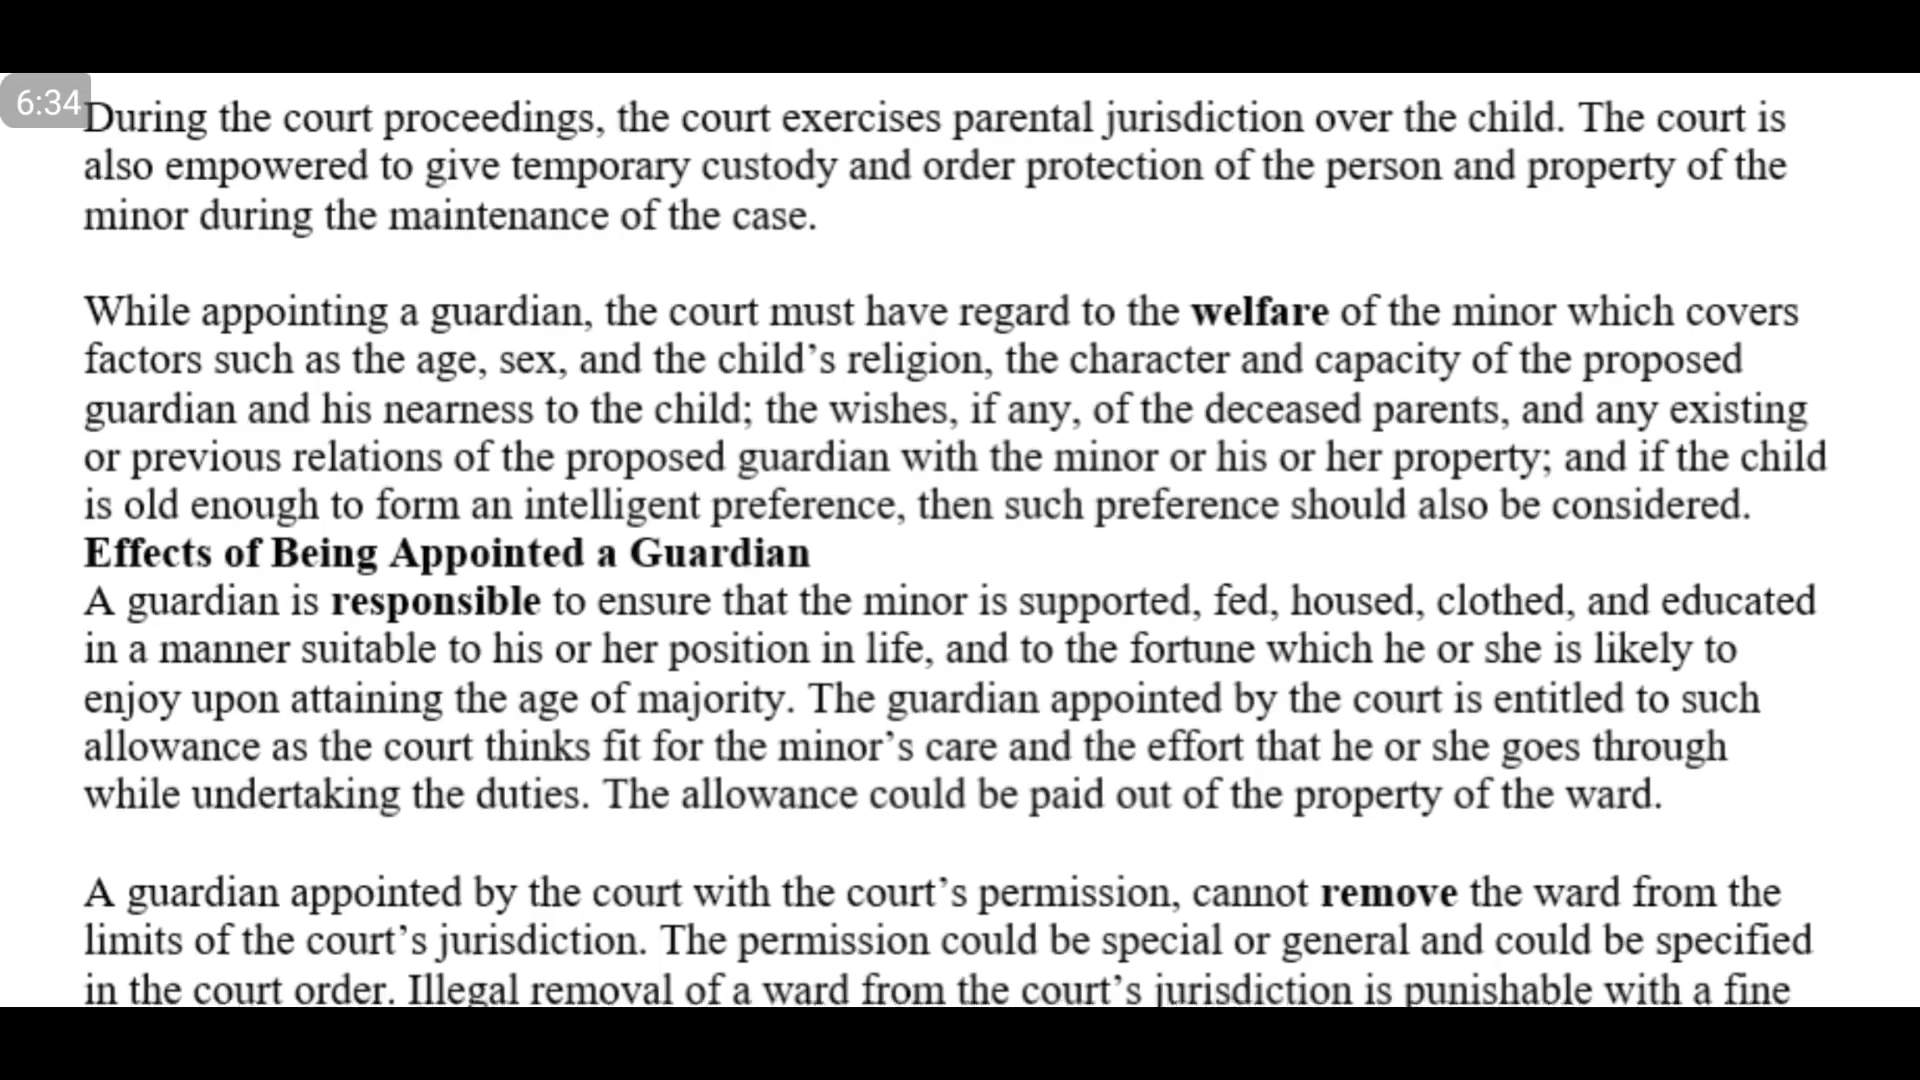 6:34
During the court proceedings, the court exercises parental jurisdiction over the child. The court is
also empowered to give temporary custody and order protection of the person and property of the
minor during the maintenance of the case.
While appointing a guardian, the court must have regard to the welfare of the minor which covers
factors such as the age, sex, and the child’s religion, the character and capacity of the proposed
guardian and his nearness to the child; the wishes, if any, of the deceased parents, and any existing
or previous relations of the proposed guardian with the minor or his or her property; and if the child
is old enough to form an intelligent preference, then such preference should also be considered.
Effects of Being Appointed a Guardian
A guardian is responsible to ensure that the minor is supported, fed, housed, clothed, and educated
in a manner suitable to his or her position in life, and to the fortune which he or she is likely to
enjoy upon attaining the age of majority. The guardian appointed by the court is entitled to such
allowance as the court thinks fit for the minor’s care and the effort that he or she goes through
while undertaking the duties. The allowance could be paid out of the property of the ward.
A guardian appointed by the court with the court’s permission, cannot remove the ward from the
limits of the court’s jurisdiction. The permission could be special or general and could be specified
in the court order. Illegal removal of a ward from the court’s jurisdiction is punishable with a fine